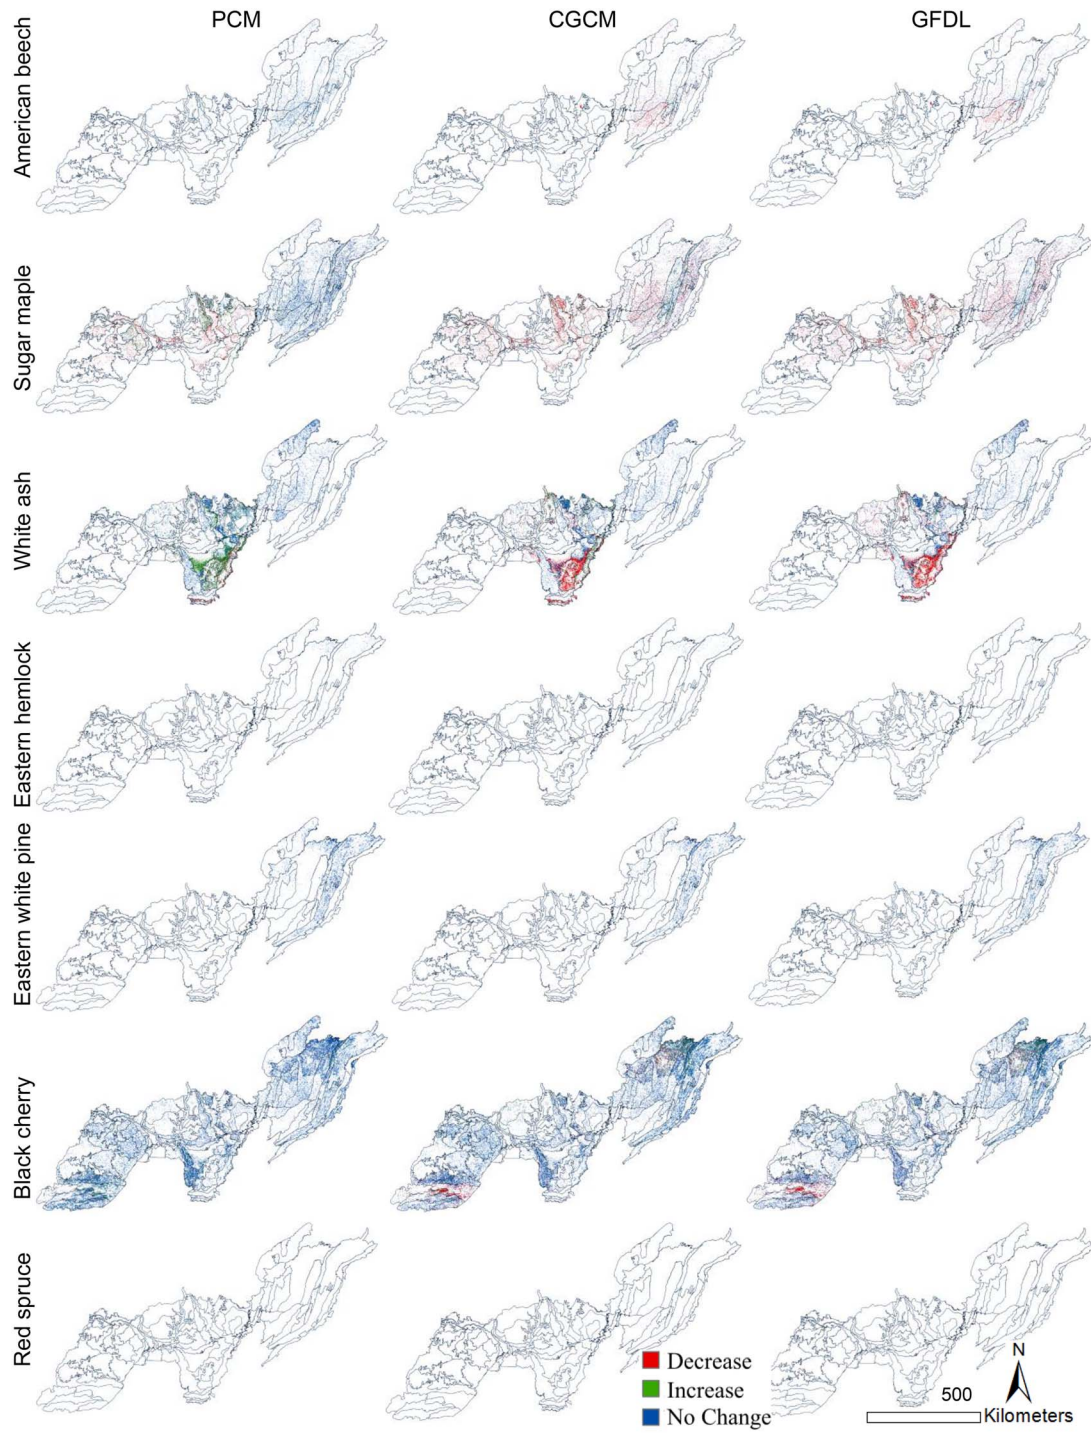 PCM CGCM GFDL
American beech
Sugar maple
White ash
Eastern hemlock
Eastern white pine
Black cherry
Red spruce
Decrease
Increase
No Change
N
500
Kilometers